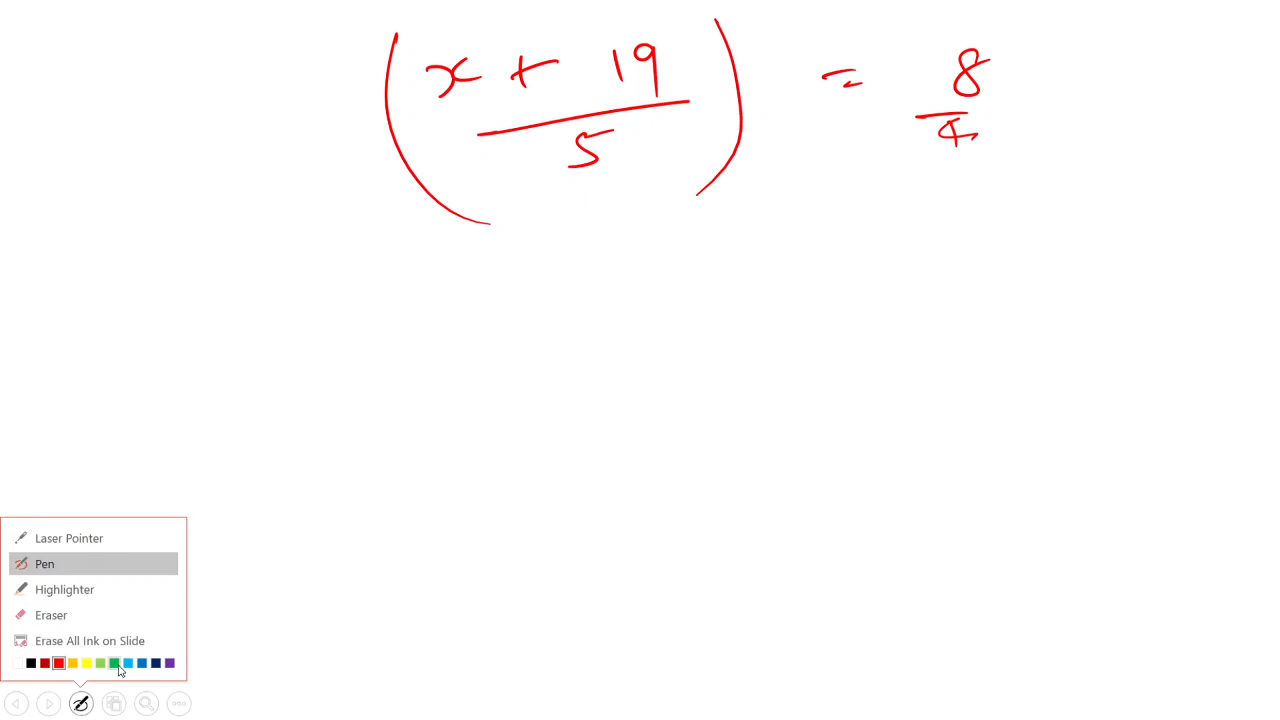 ( x + 19 ) = 8
5 4
Laser Pointer
Pen
Highlighter
Eraser
Erase All Ink on Slide